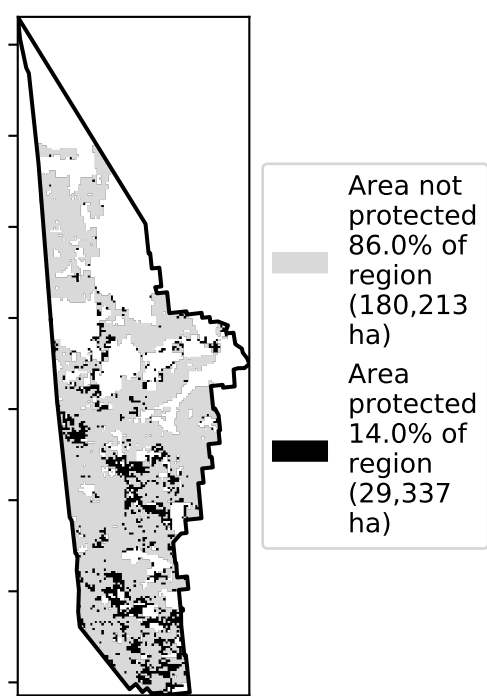 Area not
protected
86.0% of
region
(180,213
ha)
Area
protected
14.0% of
region
(29,337
ha)